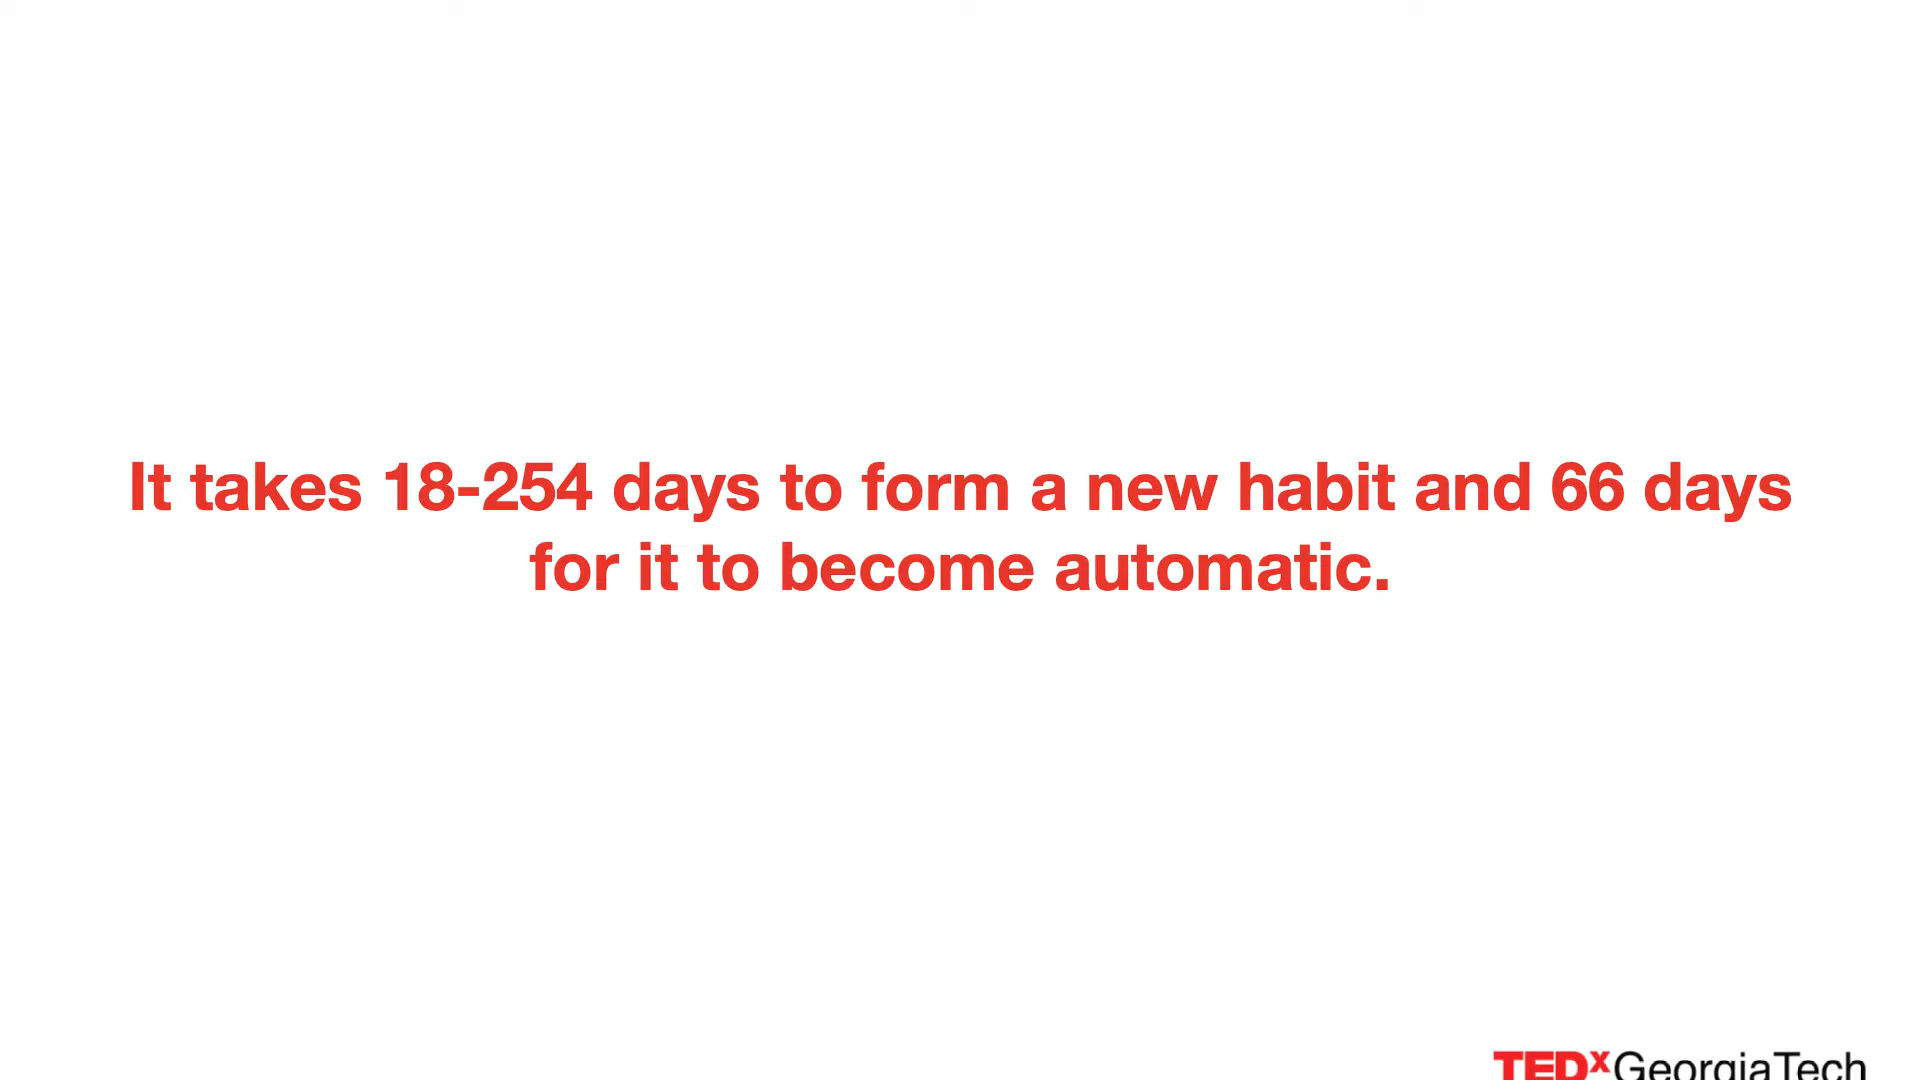 It takes 18-254 days to form a new habit and 66 days
for it to become automatic.
TEDxGeorgiaTech